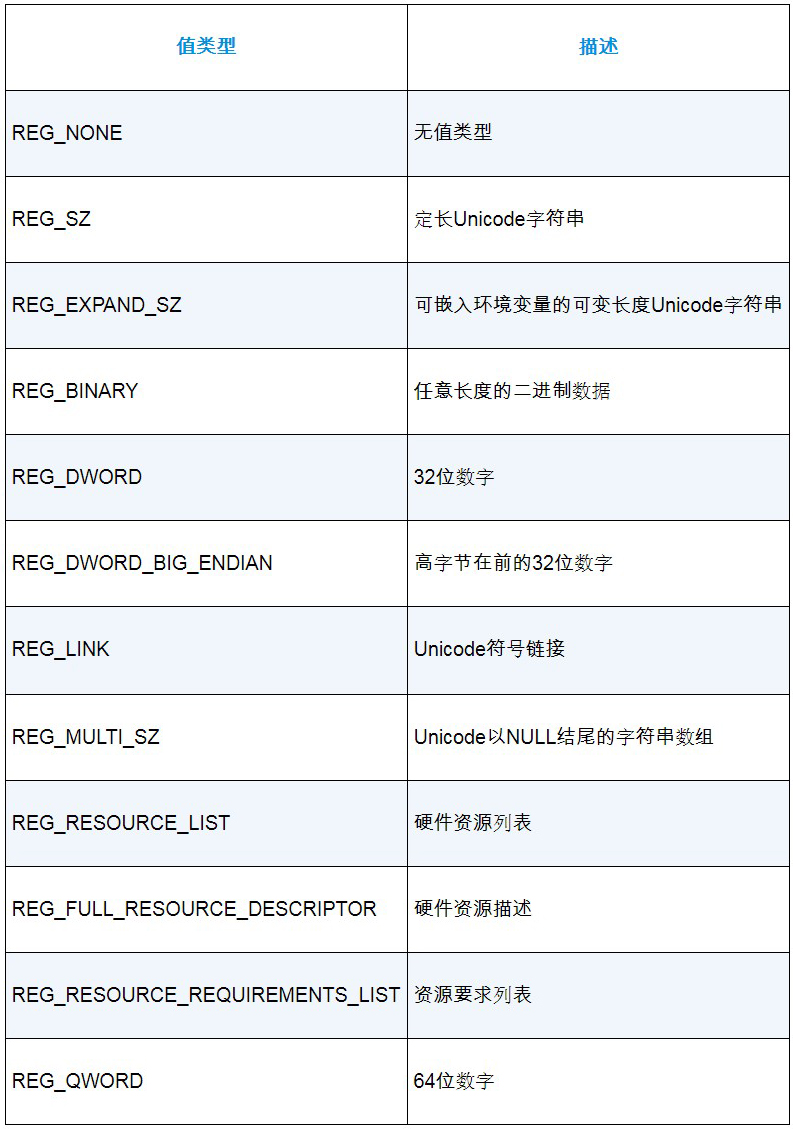 值类型 描述
REG_NONE 无值类型
REG_SZ 定长Unicode字符串
REG_EXPAND_SZ 可嵌入环境变量的可变长度Unicode字符串
REG_BINARY 任意长度的二进制数据
REG_DWORD 32位数字
REG_DWORD_BIG_ENDIAN 高字节在前的32位数字
REG_LINK Unicode符号链接
REG_MULTI_SZ Unicode以NULL结尾的字符串数组
REG_RESOURCE_LIST 硬件资源列表
REG_FULL_RESOURCE_DESCRIPTOR 硬件资源描述
REG_RESOURCE_REQUIREMENTS_LIST 资源要求列表
REG_QWORD 64位数字